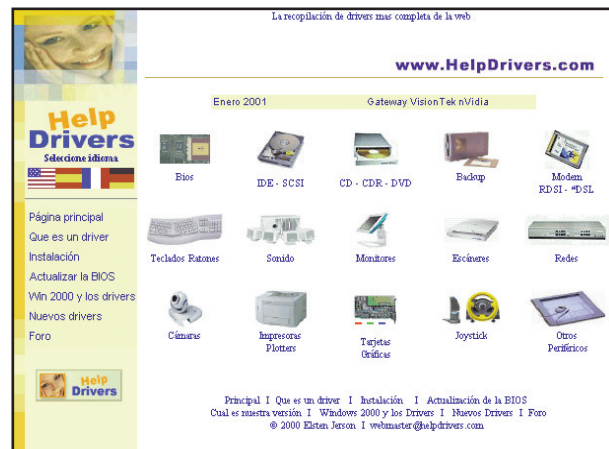 La recopilación de drivers mas completa de la web
www.HelpDrivers.com
Enero 2001 Gateway VisionTek nVidia
Help
Drivers
Seleccione idioma
Página principal
Que es un driver
Instalación
Actualizar la BIOS
Win 2000 y los drivers
Nuevos drivers
Foro
Help
Drivers
Bios
IDE - SCSI
CD - CDR - DVD
Backup
Modem
RDSI - *DSL
Teclados Ratones
Sonido
Monitores
Escáneres
Redes
Cámaras
Impresoras
Plotters
Tarjetas
Gráficas
Joystick
Otros
Periféricos
Principal I Que es un driver I Instalación I Actualización de la BIOS
Cual es nuestra versión I Windows 2000 y los Drivers I Nuevos Drivers I Foro
© 2000 Elsten Jerson I webmaster@helpdrivers.com